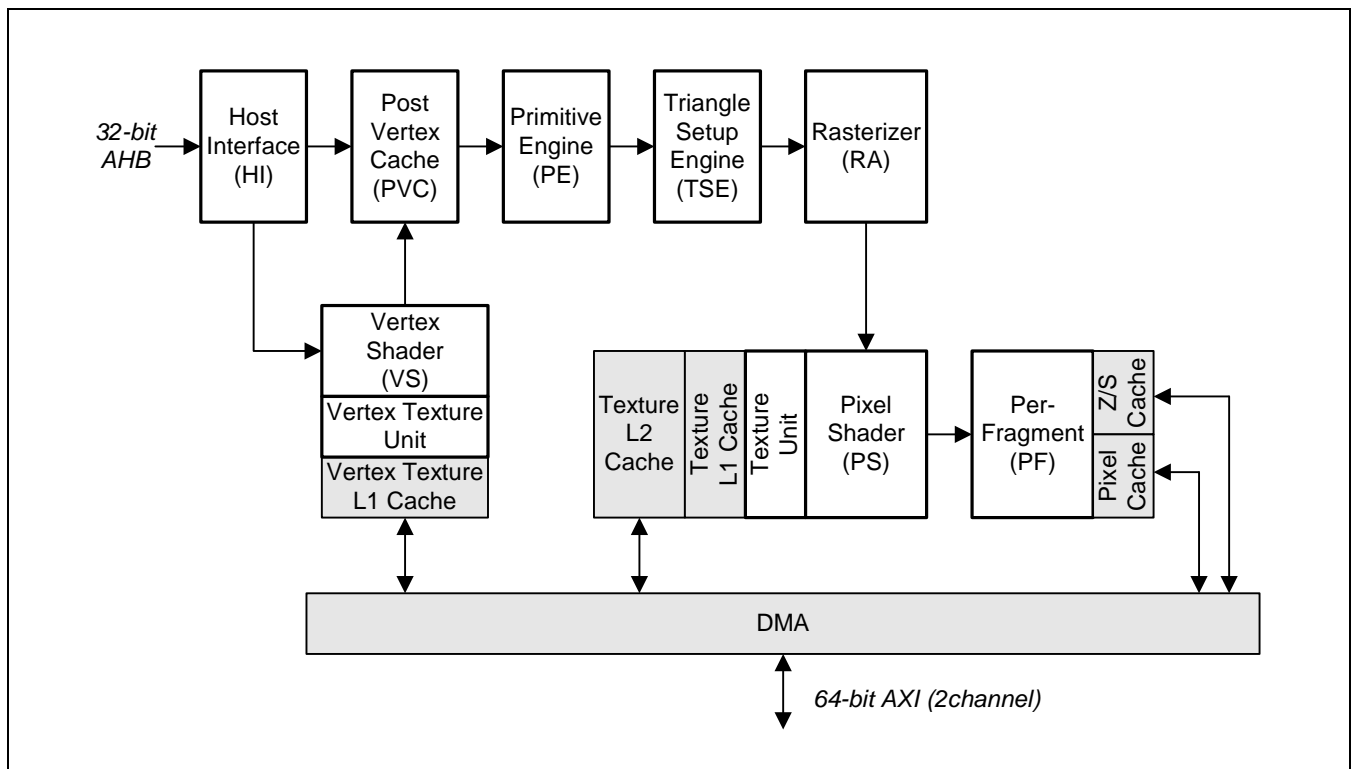 32-bit
AHB
Host
Interface
(HI)
Post
Vertex
Cache
(PVC)
Primitive
Engine
(PE)
Triangle
Setup
Engine
(TSE)
Rasterizer
(RA)
Vertex
Shader
(VS)
Vertex Texture
Unit
Vertex Texture
L1 Cache
Texture
L2
Cache
Texture
L1 Cache
Texture
Unit
Pixel
Shader
(PS)
Per-
Fragment
(PF)
Z/S
Cache
Pixel
Cache
DMA
64-bit AXI (2channel)